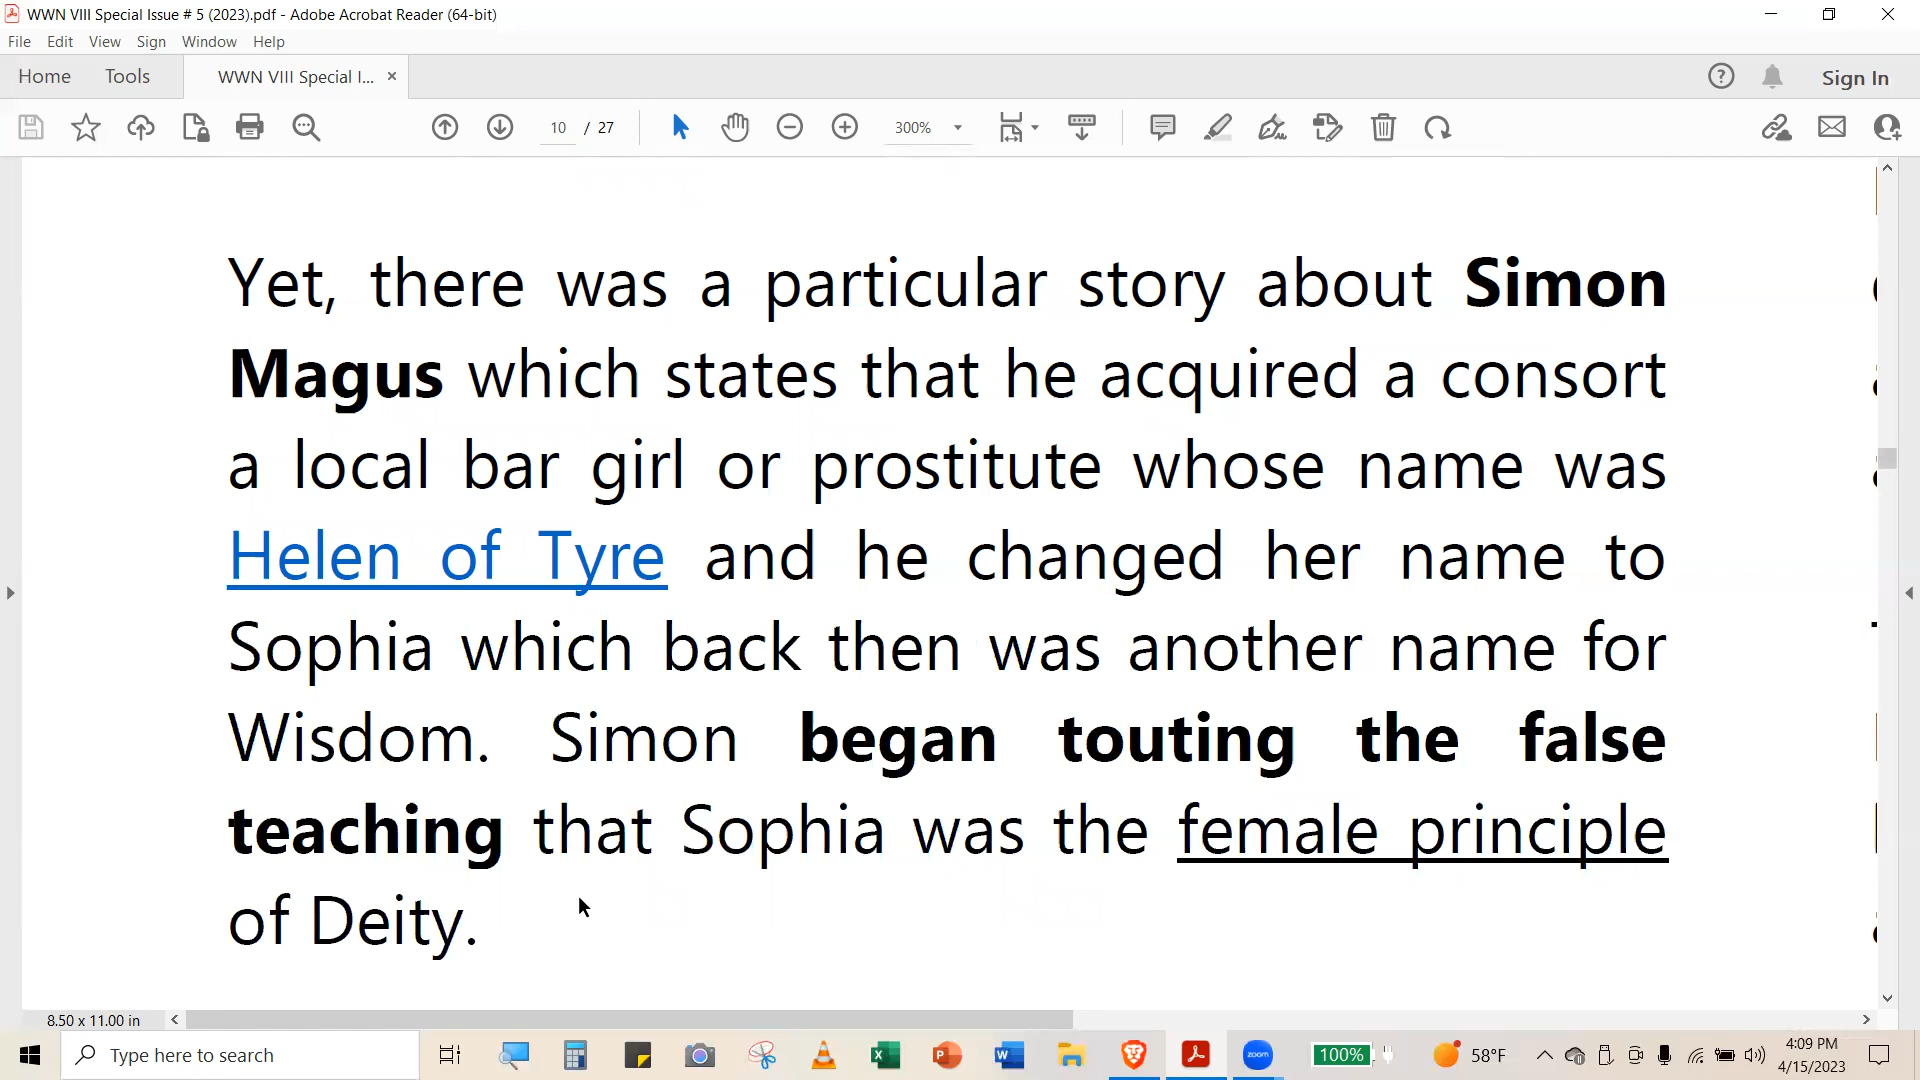 WWN VIII Special Issue # 5 (2023).pdf - Adobe Acrobat Reader (64-bit)
File Edit View Sign Window Help
Home Tools WWN VIII Special I... × Sign In
10 / 27 300%
Yet, there was a particular story about Simon
Magus which states that he acquired a consort
a local bar girl or prostitute whose name was
Helen of Tyre and he changed her name to
Sophia which back then was another name for
Wisdom. Simon began touting the false
teaching that Sophia was the female principle
of Deity.
8.50 x 11.00 in
Type here to search zoom 100% 58°F 4:09 PM
4/15/2023